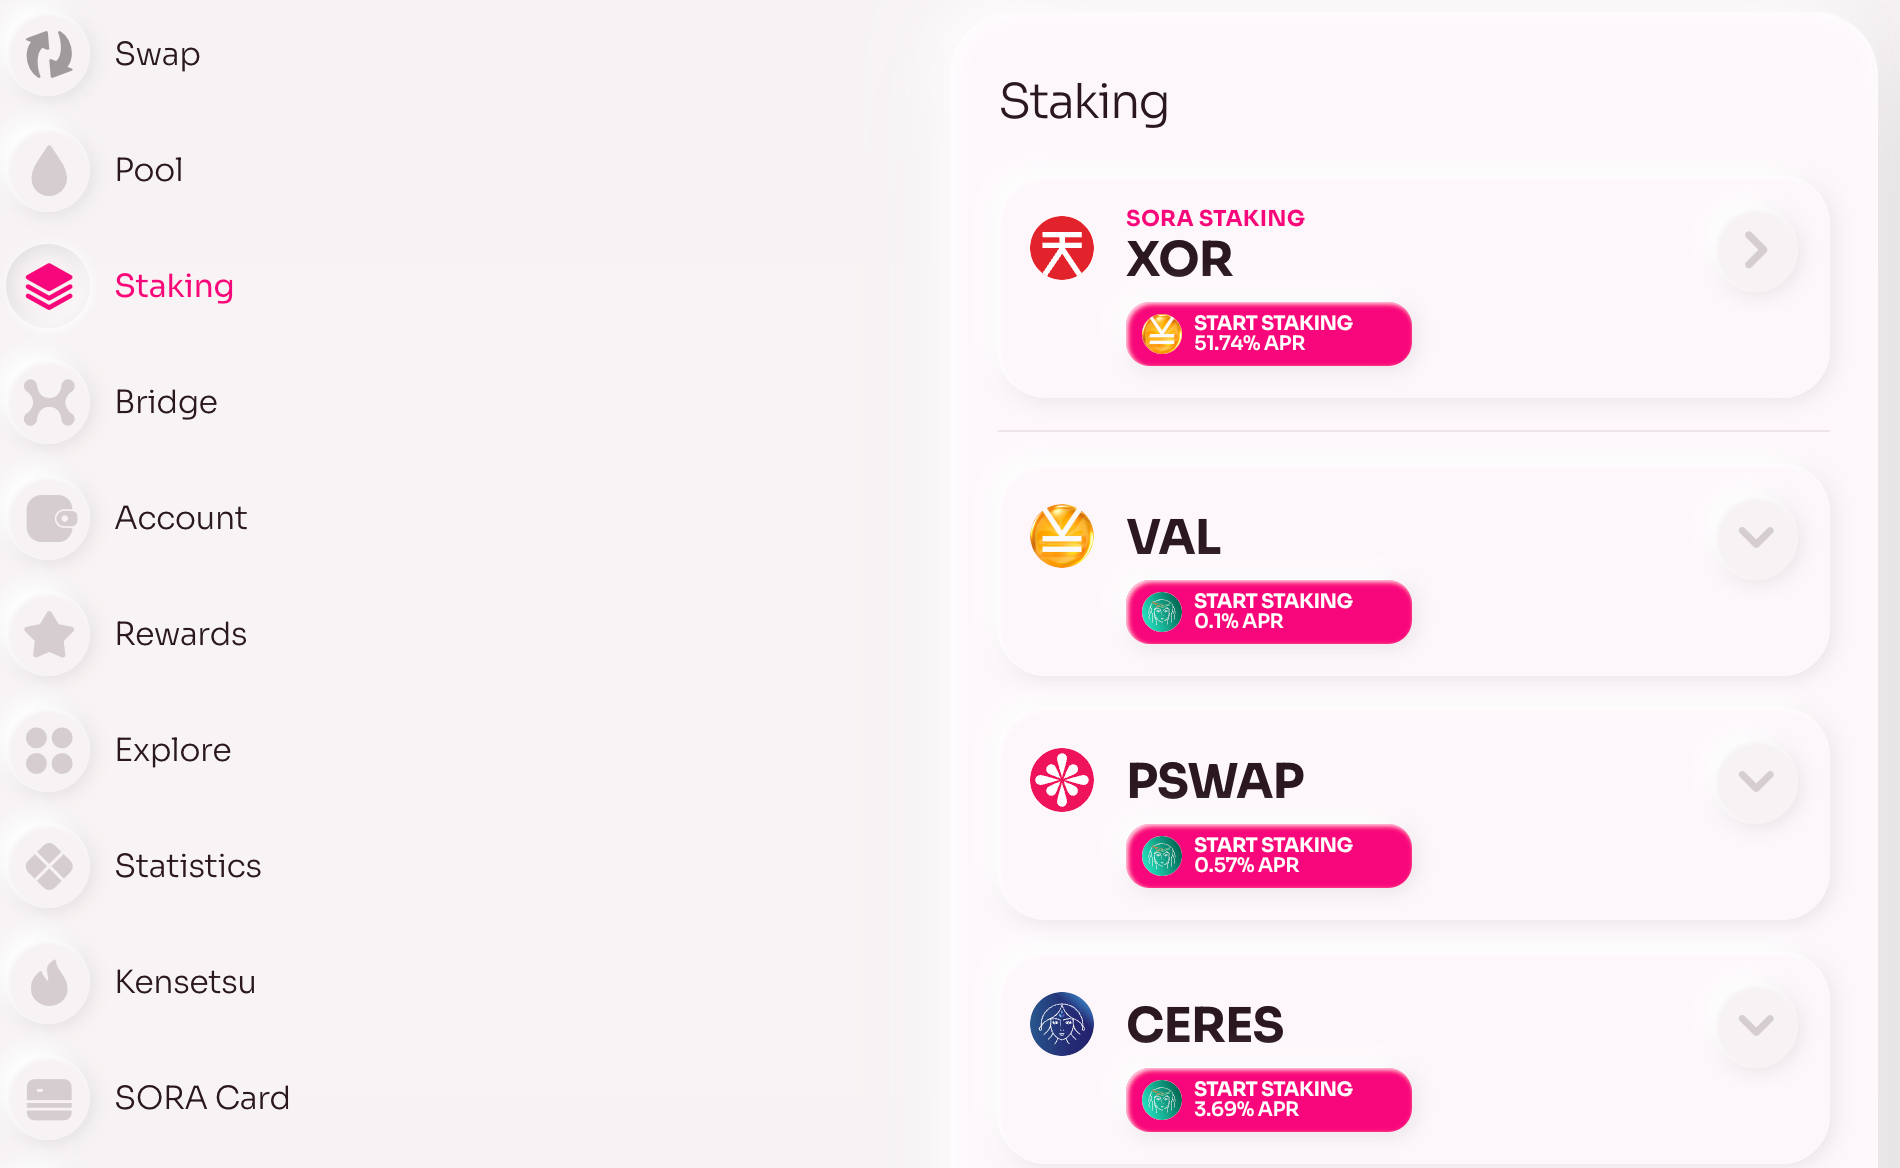 Swap
Pool
Staking
Bridge
Account
Rewards
Explore
Statistics
Kensetsu
SORA Card
Staking
SORA STAKING
XOR
START STAKING
51.74% APR
VAL
START STAKING
0.1% APR
PSWAP
START STAKING
0.57% APR
CERES
START STAKING
3.69% APR